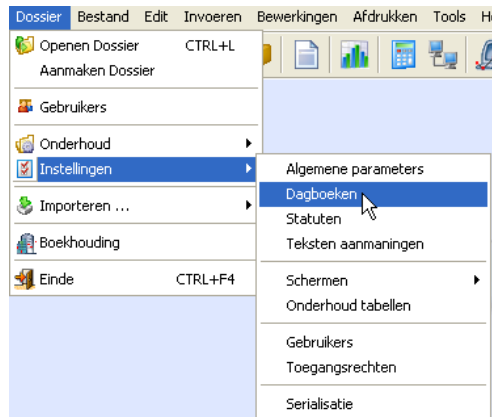 Dossier Bestand Edit Invoeren Bewerkingen Afdrukken Tools
Openen Dossier CTRL+L
Aanmaken Dossier
Gebruikers
Onderhoud
Instellingen
Importeren ...
Boekhouding
Einde CTRL+F4
Algemene parameters
Dagboeken
Statuten
Teksten aanmaningen
Schermen
Onderhoud tabellen
Gebruikers
Toegangsrechten
Serialisatie